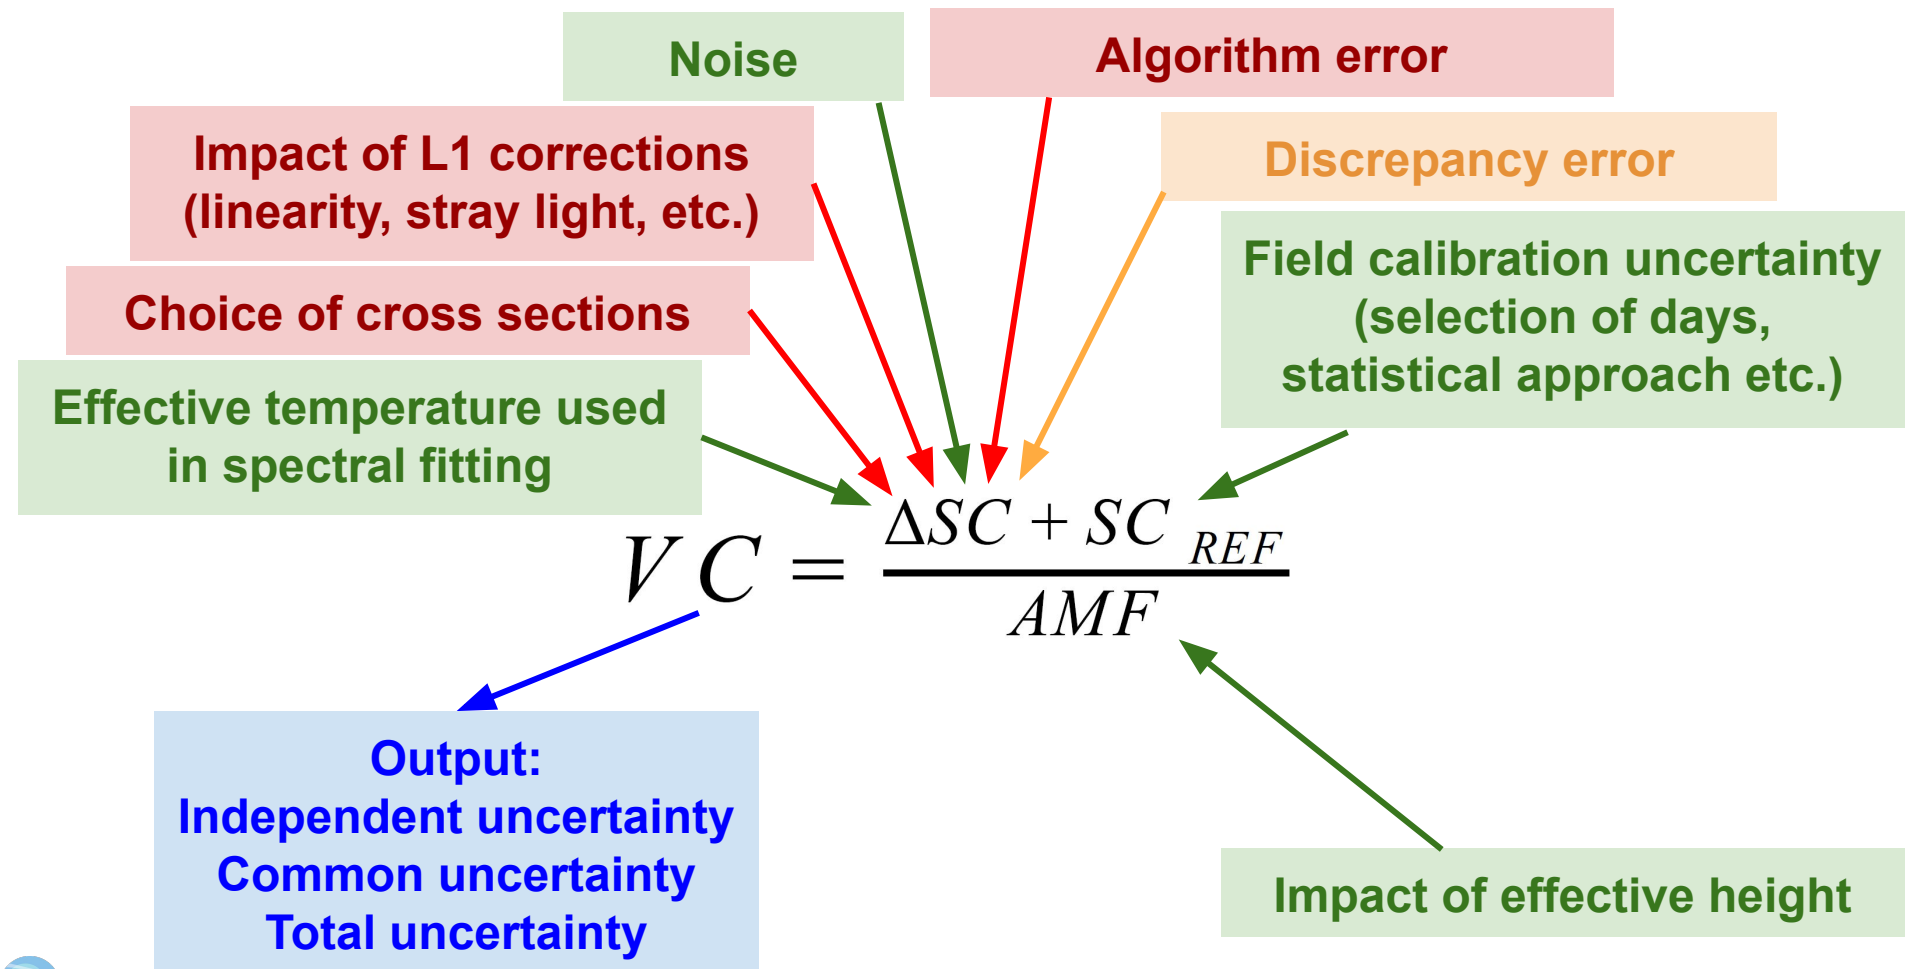 Noise
Algorithm error
Impact of L1 corrections
(linearity, stray light, etc.)
Discrepancy error
Choice of cross sections
Field calibration uncertainty
(selection of days,
statistical approach etc.)
Effective temperature used
in spectral fitting
VC = (ΔSC + SC REF) / AMF
Output:
Independent uncertainty
Common uncertainty
Total uncertainty
Impact of effective height